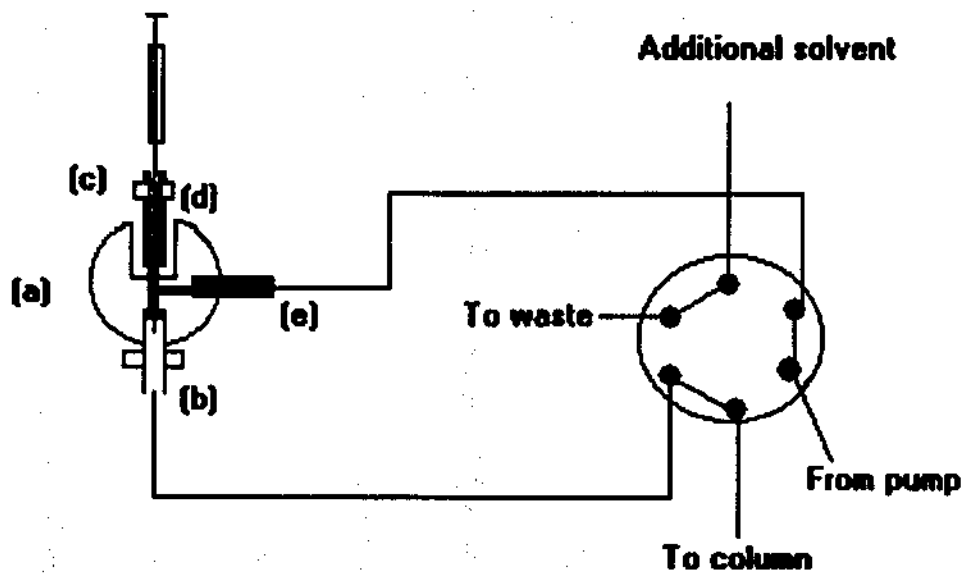 Additional solvent
(c)
(d)
(a)
(e)
To waste
(b)
From pump
To column